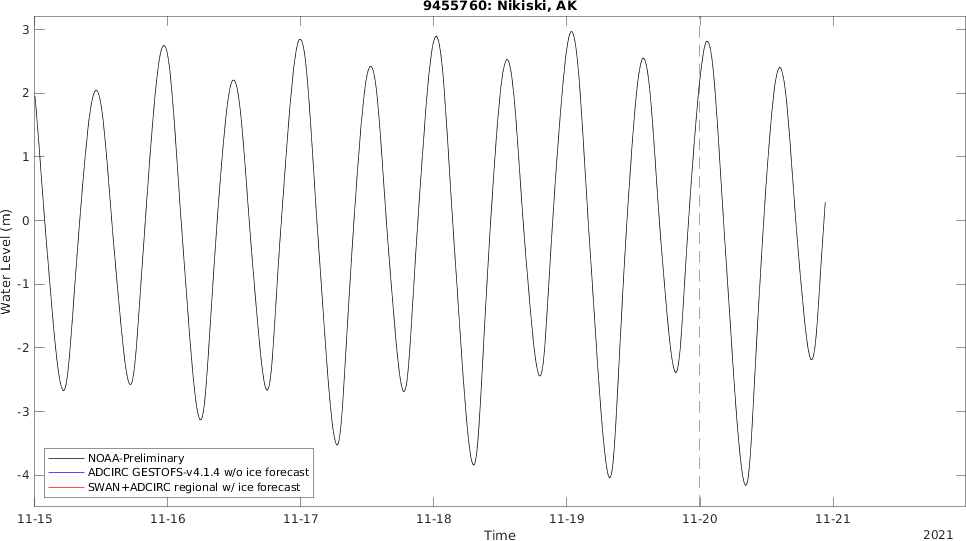 9455760: Nikiski, AK
3
2
1
0
-1
-2
-3
-4
Water Level (m)
NOAA-Preliminary
ADCIRC GESTOFS-v4.1.4 w/o ice forecast
SWAN+ADCIRC regional w/ ice forecast
11-15
11-16
11-17
11-18
11-19
11-20
11-21
Time
2021